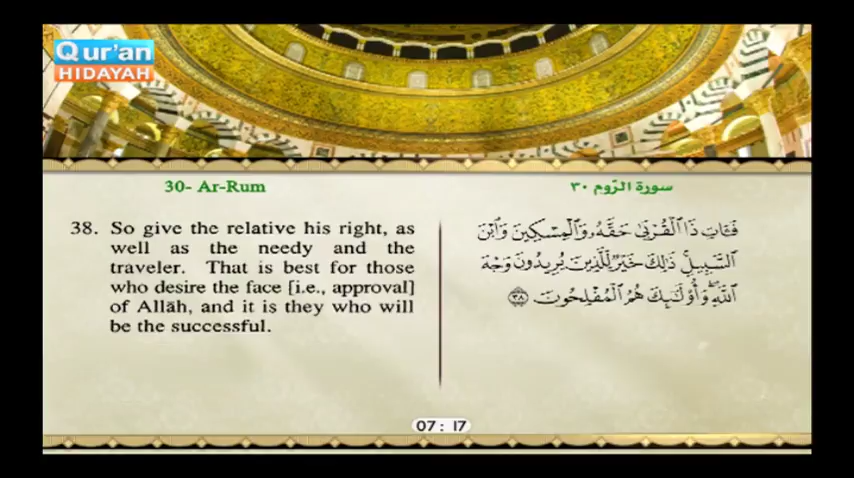 Qur'an
HIDAYAH
30- Ar-Rum
سورة الرّوم ٣٠
38. So give the relative his right, as
well as the needy and the
traveler. That is best for those
who desire the face [i.e., approval]
of Allāh, and it is they who will
be the successful.
فَـَٔاتِ ذَا ٱلْقُرْبَىٰ حَقَّهُۥ وَٱلْمِسْكِينَ وَٱبْنَ
ٱلسَّبِيلِ ۚ ذَٰلِكَ خَيْرٌ لِّلَّذِينَ يُرِيدُونَ وَجْهَ
ٱللَّهِ ۖ وَأُو۟لَـٰٓئِكَ هُمُ ٱلْمُفْلِحُونَ ٣٨
07 : 17